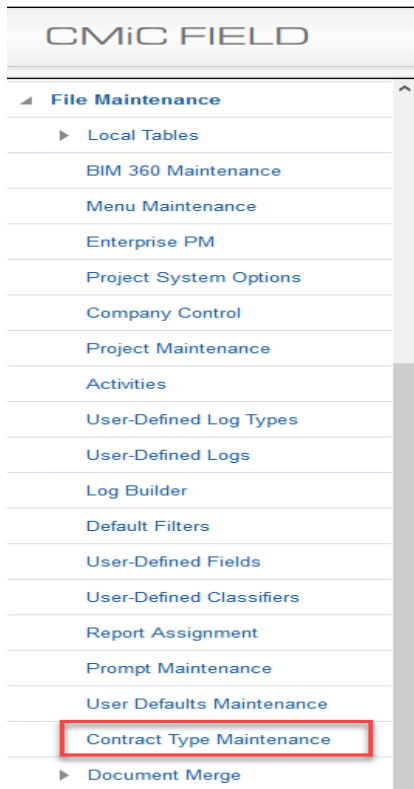 CMiC FIELD
File Maintenance
Local Tables
BIM 360 Maintenance
Menu Maintenance
Enterprise PM
Project System Options
Company Control
Project Maintenance
Activities
User-Defined Log Types
User-Defined Logs
Log Builder
Default Filters
User-Defined Fields
User-Defined Classifiers
Report Assignment
Prompt Maintenance
User Defaults Maintenance
Contract Type Maintenance
Document Merge